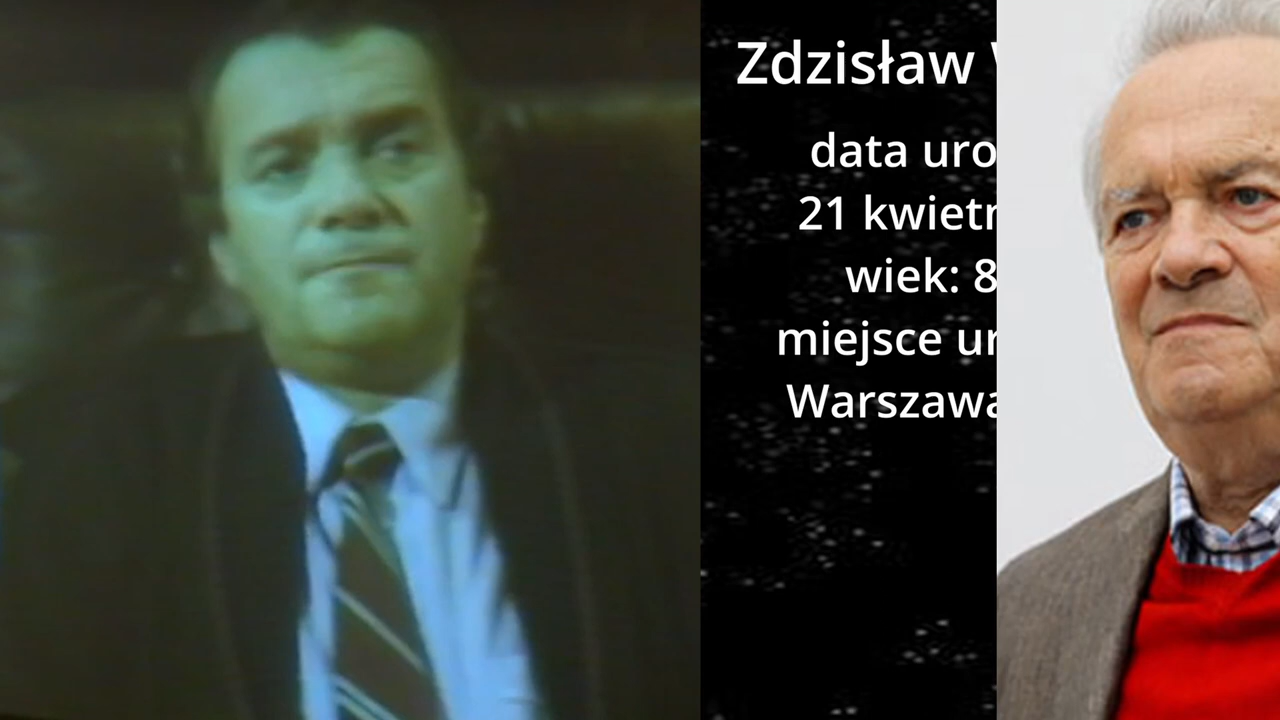 Zdzisław
data uro
21 kwietn
wiek: 8
miejsce ur
Warszawa